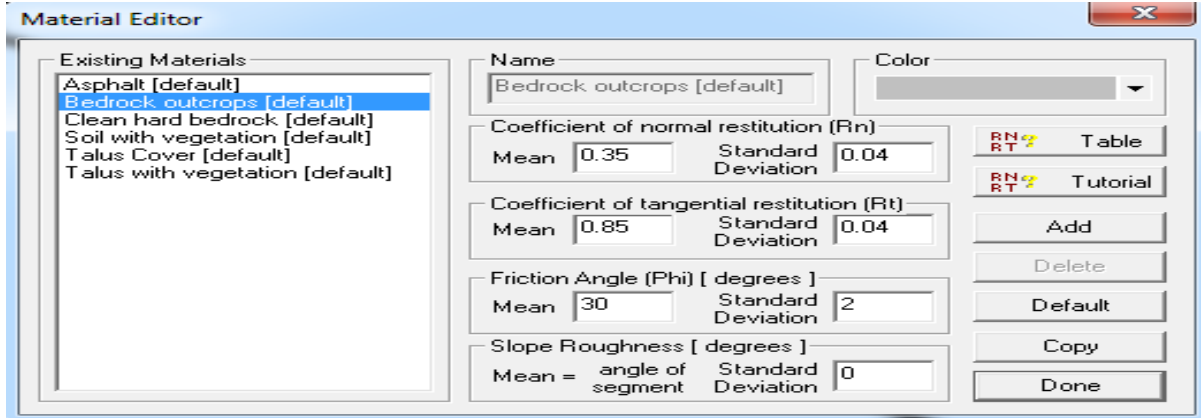 Material Editor
Existing Materials
Asphalt [default]
Bedrock outcrops [default]
Clean hard bedrock [default]
Soil with vegetation [default]
Talus Cover [default]
Talus with vegetation [default]
Name
Bedrock outcrops [default]
Color
Coefficient of normal restitution (Rn)
Mean 0.35 Standard Deviation 0.04
Coefficient of tangential restitution (Rt)
Mean 0.85 Standard Deviation 0.04
Friction Angle (Phi) [ degrees ]
Mean 30 Standard Deviation 2
Slope Roughness [ degrees ]
Mean = angle of segment Standard Deviation 0
RN ? RT Table
RN ? RT Tutorial
Add
Delete
Default
Copy
Done